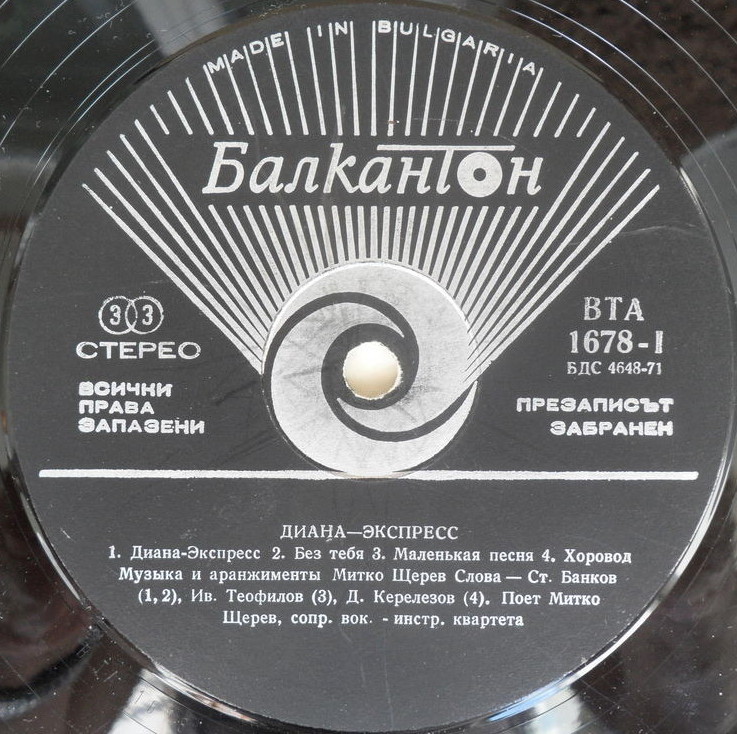 MADE IN BULGARIA
Балкантон
33
СТЕРЕО
ВСИЧКИ
ПРАВА
ЗАПАЗЕНИ
ВТА
1678-I
БДС 4648-71
ПРЕЗАПИСЪТ
ЗАБРАНЕН
ДИАНА—ЭКСПРЕСС
1. Диана-Экспресс 2. Без тебя 3. Маленькая песня 4. Хоровод
Музыка и аранжименты Митко Щерев Слова — Ст. Банков
(1, 2), Ив. Теофилов (3), Д. Керелезов (4). Поет Митко
Щерев, сопр. вок. - инстр. квартета